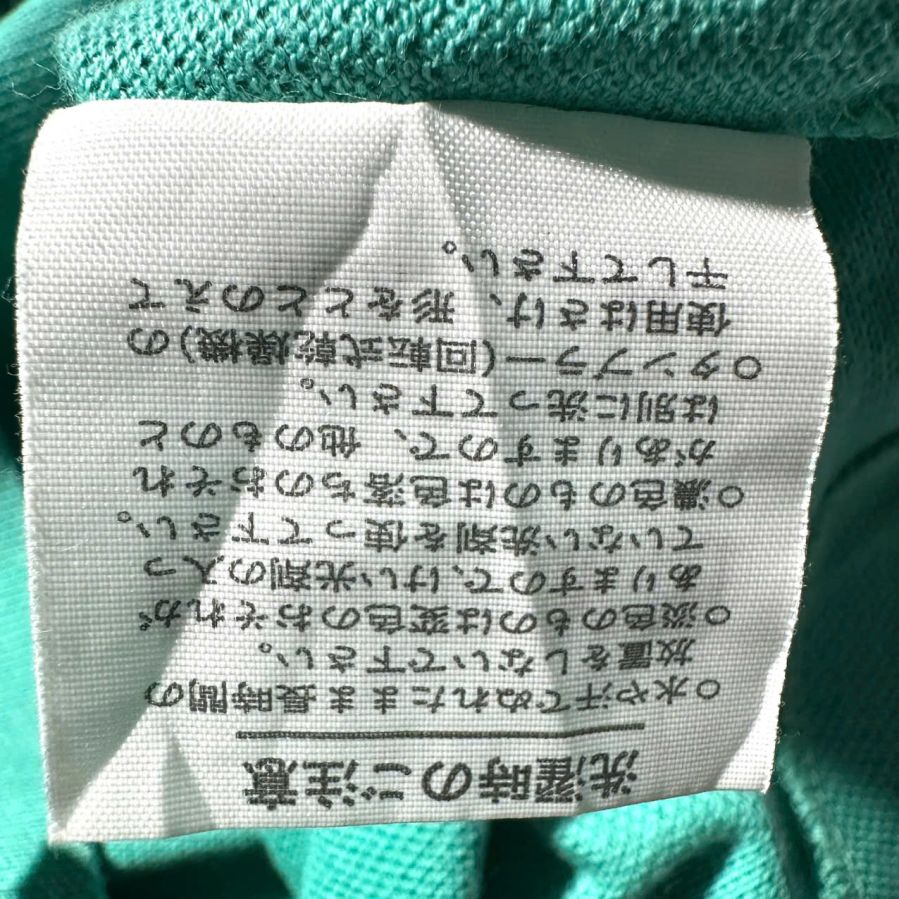 洗濯時のご注意
○水や汗でぬれたまま長時間の
放置をしないで下さい。
○淡色のものは変色のおそれが
ありますので、けい光剤の入っ
ていない洗剤を使って下さい。
○濃色のものは色落ちのおそれ
がありますので、他のものと
は別に洗って下さい。
○タンブラー(回転式乾燥機)の
使用はさけ、形をととのえて
干して下さい。